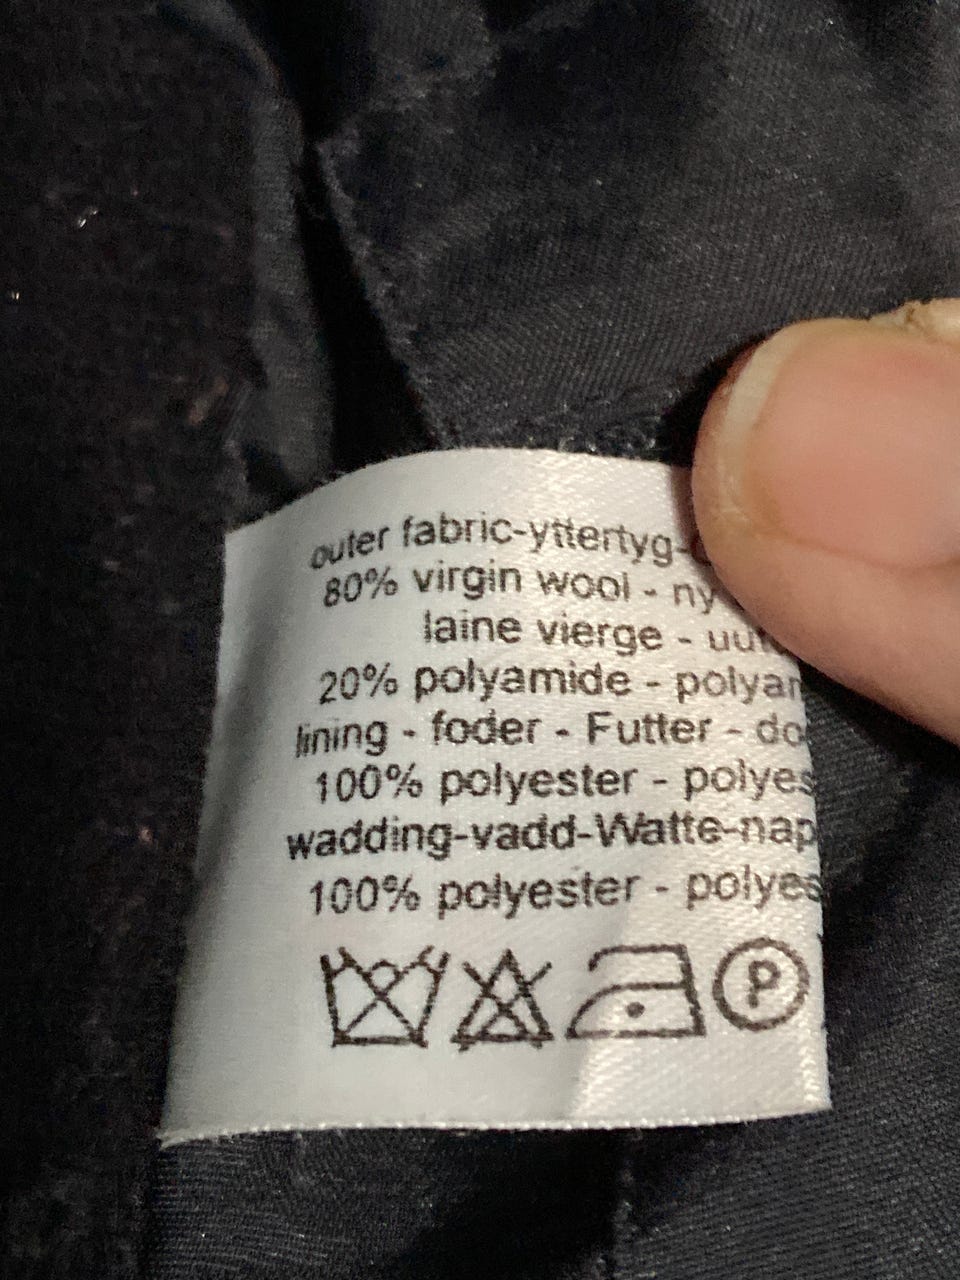 outer fabric-yttertyg-
80% virgin wool - ny
laine vierge -
20% polyamide - polyam
lining - foder - Futter - do
100% polyester - polyes
wadding-vadd-Watte-nap
100% polyester - polyes
P